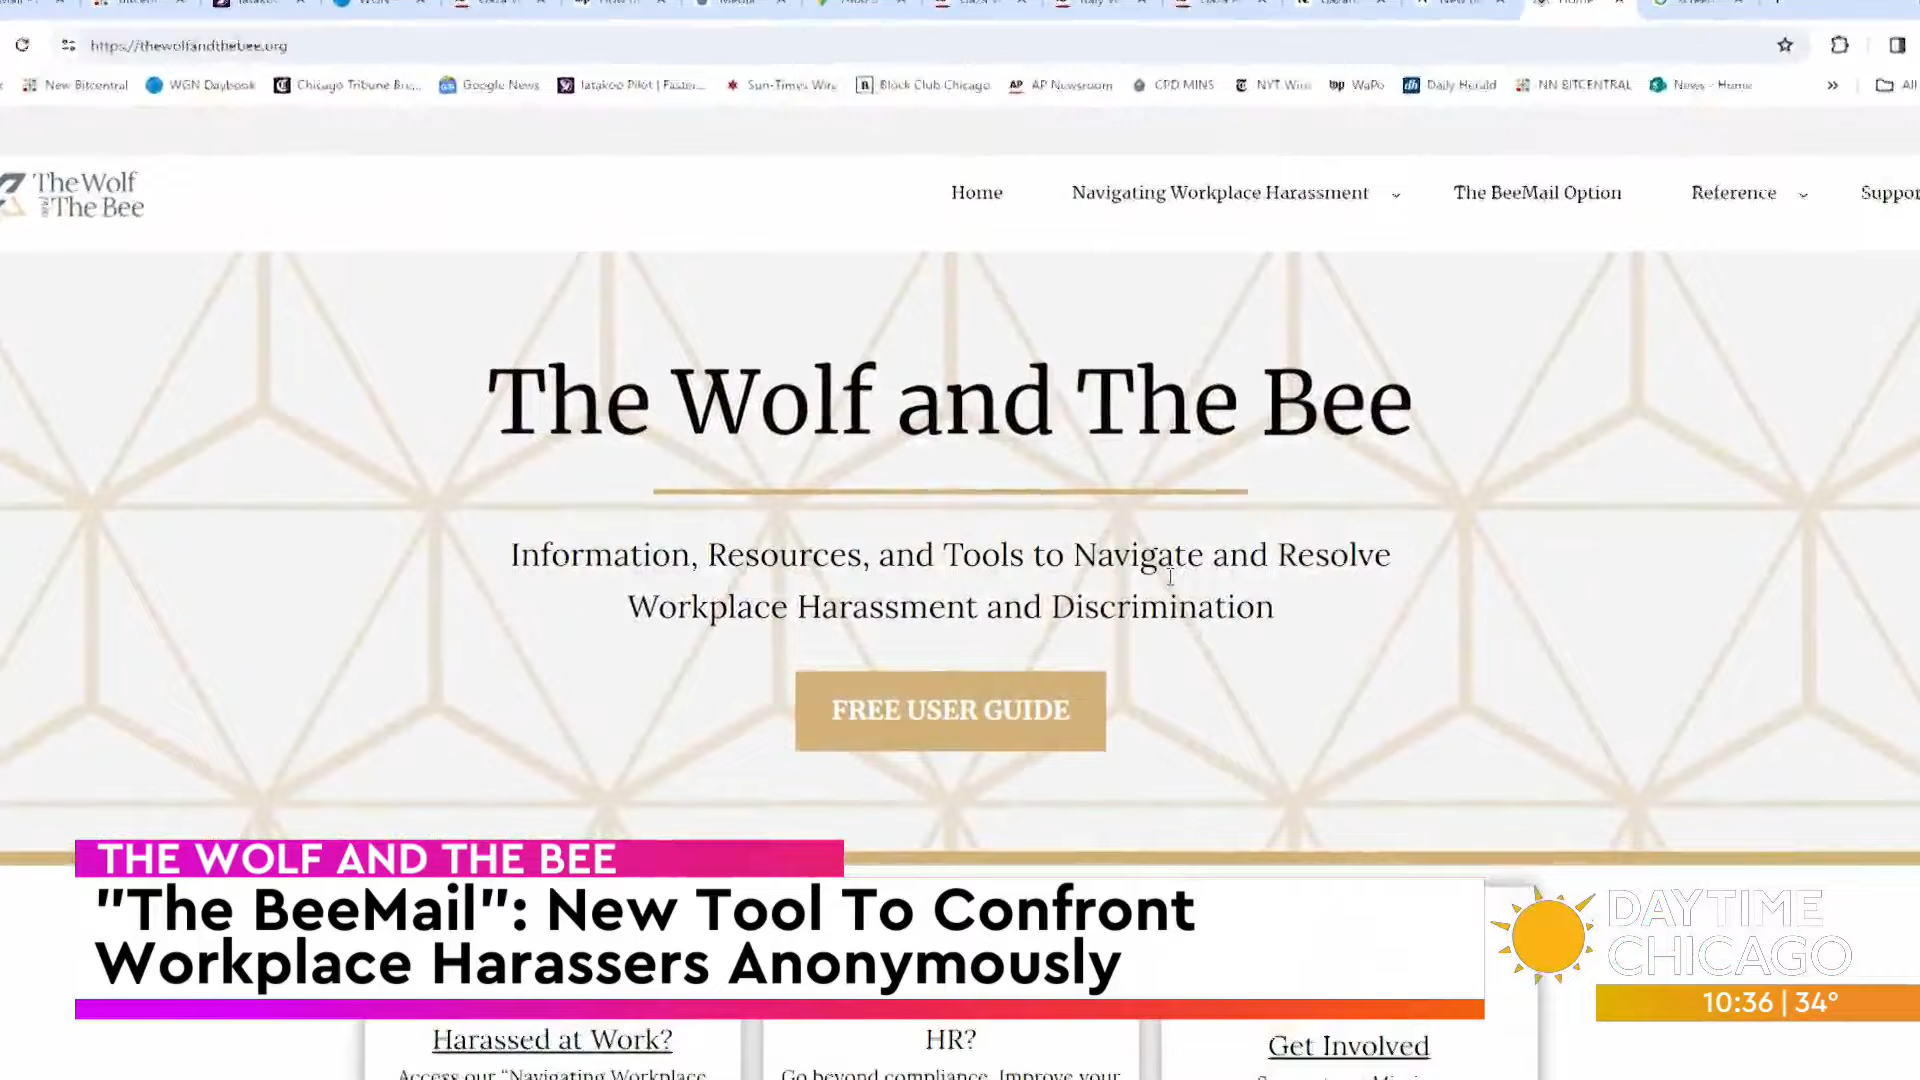 https://thewolfandthebee.org
New Bitcentral
WGN Daybook
Chicago Tribune Bu...
Google News
latakoo Pilot | Faster...
Sun-Times Wire
Block Club Chicago
AP Newsroom
CPD MINS
NYT Wire
WaPo
Daily Herald
NN BITCENTRAL
News - Home
All
The Wolf
The Bee
Home
Navigating Workplace Harassment
The BeeMail Option
Reference
Suppor
The Wolf and The Bee
Information, Resources, and Tools to Navigate and Resolve
Workplace Harassment and Discrimination
FREE USER GUIDE
THE WOLF AND THE BEE
"The BeeMail": New Tool To Confront
Workplace Harassers Anonymously
DAYTIME
CHICAGO
10:36 | 34°
Harassed at Work?
HR?
Get Involved
Access our "Navigating Workplace
Go beyond compliance. Improve your